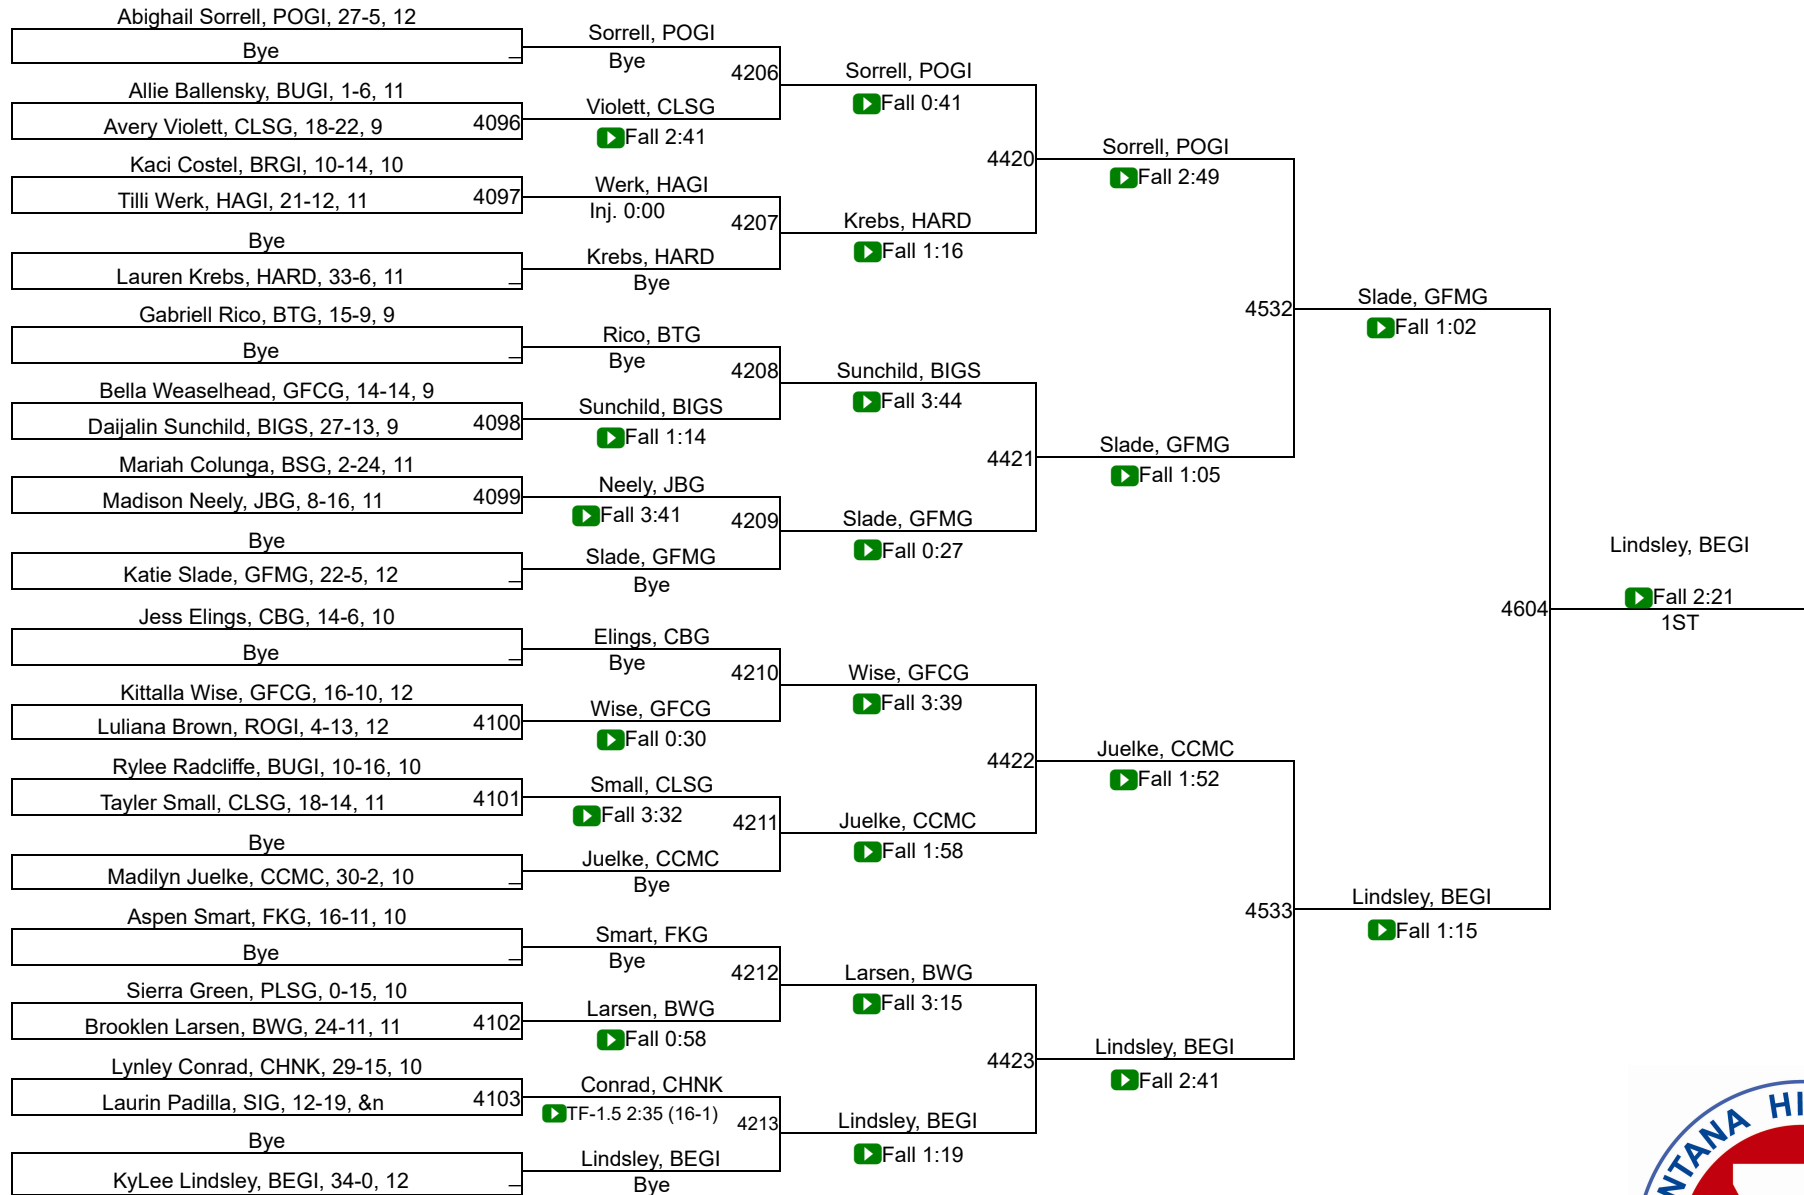 Abighail Sorrell, POGI, 27-5, 12
Bye
Allie Ballensky, BUGI, 1-6, 11
Avery Violett, CLSG, 18-22, 9
4096
Kaci Costel, BRGI, 10-14, 10
Tilli Werk, HAGI, 21-12, 11
4097
Bye
Lauren Krebs, HARD, 33-6, 11
Gabriell Rico, BTG, 15-9, 9
Bye
Bella Weaselhead, GFCG, 14-14, 9
Daijalin Sunchild, BIGS, 27-13, 9
4098
Mariah Colunga, BSG, 2-24, 11
Madison Neely, JBG, 8-16, 11
4099
Bye
Katie Slade, GFMG, 22-5, 12
Jess Elings, CBG, 14-6, 10
Bye
Kittalla Wise, GFCG, 16-10, 12
Luliana Brown, ROGI, 4-13, 12
4100
Rylee Radcliffe, BUGI, 10-16, 10
Tayler Small, CLSG, 18-14, 11
4101
Bye
Madilyn Juelke, CCMC, 30-2, 10
Aspen Smart, FKG, 16-11, 10
Bye
Sierra Green, PLSG, 0-15, 10
Brooklen Larsen, BWG, 24-11, 11
4102
Lynley Conrad, CHNK, 29-15, 10
Laurin Padilla, SIG, 12-19, &n
4103
Bye
KyLee Lindsley, BEGI, 34-0, 12
Sorrell, POGI
Bye
4206
Violett, CLSG
Fall 2:41
Werk, HAGI
Inj. 0:00
4207
Krebs, HARD
Bye
Rico, BTG
Bye
4208
Sunchild, BIGS
Fall 1:14
Neely, JBG
Fall 3:41
4209
Slade, GFMG
Bye
Elings, CBG
Bye
4210
Wise, GFCG
Fall 0:30
Small, CLSG
Fall 3:32
4211
Juelke, CCMC
Bye
Smart, FKG
Bye
4212
Larsen, BWG
Fall 0:58
Conrad, CHNK
TF-1.5 2:35 (16-1)
4213
Lindsley, BEGI
Bye
Sorrell, POGI
Fall 0:41
4420
Krebs, HARD
Fall 1:16
Sunchild, BIGS
Fall 3:44
4421
Slade, GFMG
Fall 0:27
Wise, GFCG
Fall 3:39
4422
Juelke, CCMC
Fall 1:58
Larsen, BWG
Fall 3:15
4423
Lindsley, BEGI
Fall 1:19
Sorrell, POGI
Fall 2:49
4532
Slade, GFMG
Fall 1:05
Juelke, CCMC
Fall 1:52
4533
Lindsley, BEGI
Fall 2:41
Slade, GFMG
Fall 1:02
4604
Lindsley, BEGI
Fall 1:15
Lindsley, BEGI
Fall 2:21
1ST
NTANA HI